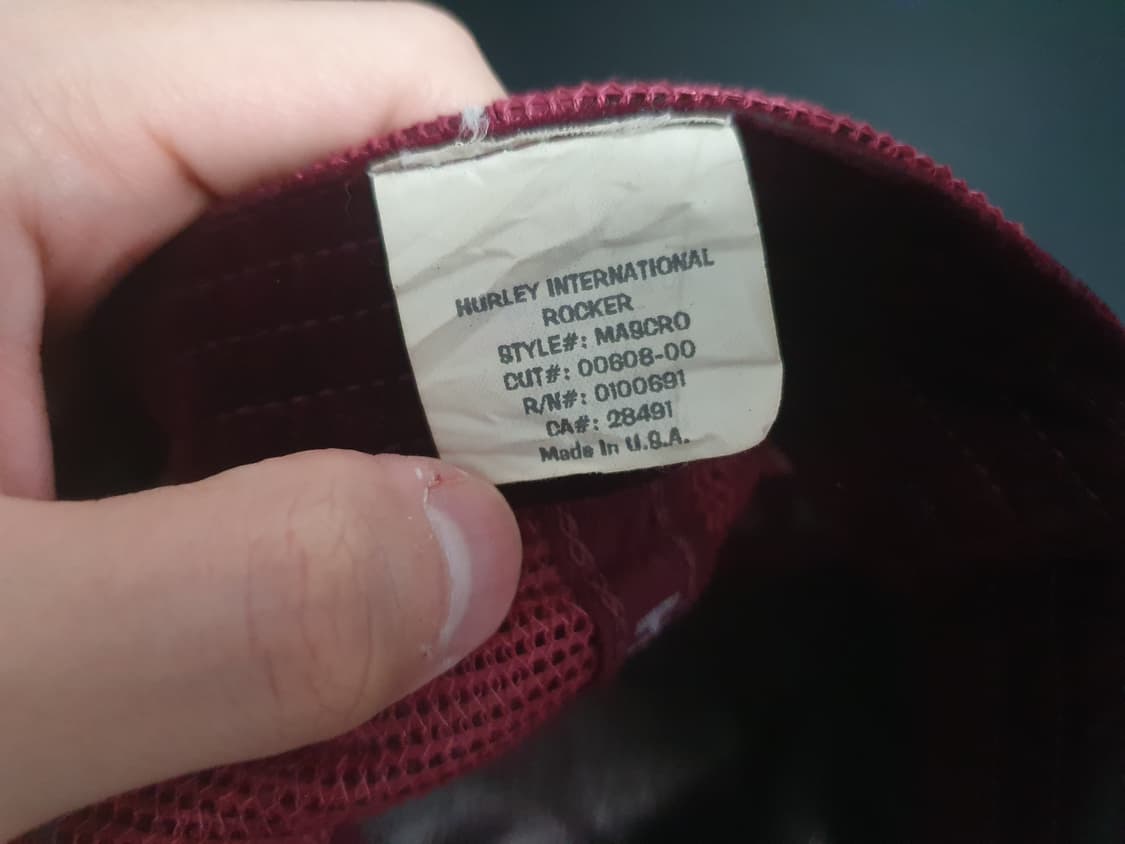 HURLEY INTERNATIONAL
ROCKER
STYLE#: MASCRO
CUT#: 00608-00
R/N#: 0100691
CA#: 28491
Made In U.S.A.